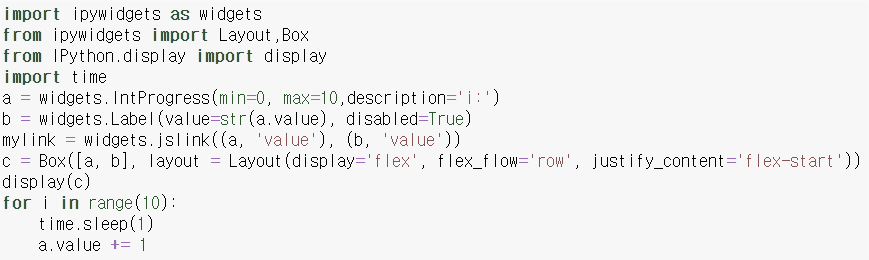 import ipywidgets as widgets
from ipywidgets import Layout,Box
from IPython.display import display
import time
a = widgets.IntProgress(min=0, max=10,description='i:')
b = widgets.Label(value=str(a.value), disabled=True)
mylink = widgets.jslink((a, 'value'), (b, 'value'))
c = Box([a, b], layout = Layout(display='flex', flex_flow='row', justify_content='flex-start'))
display(c)
for i in range(10):
    time.sleep(1)
    a.value += 1